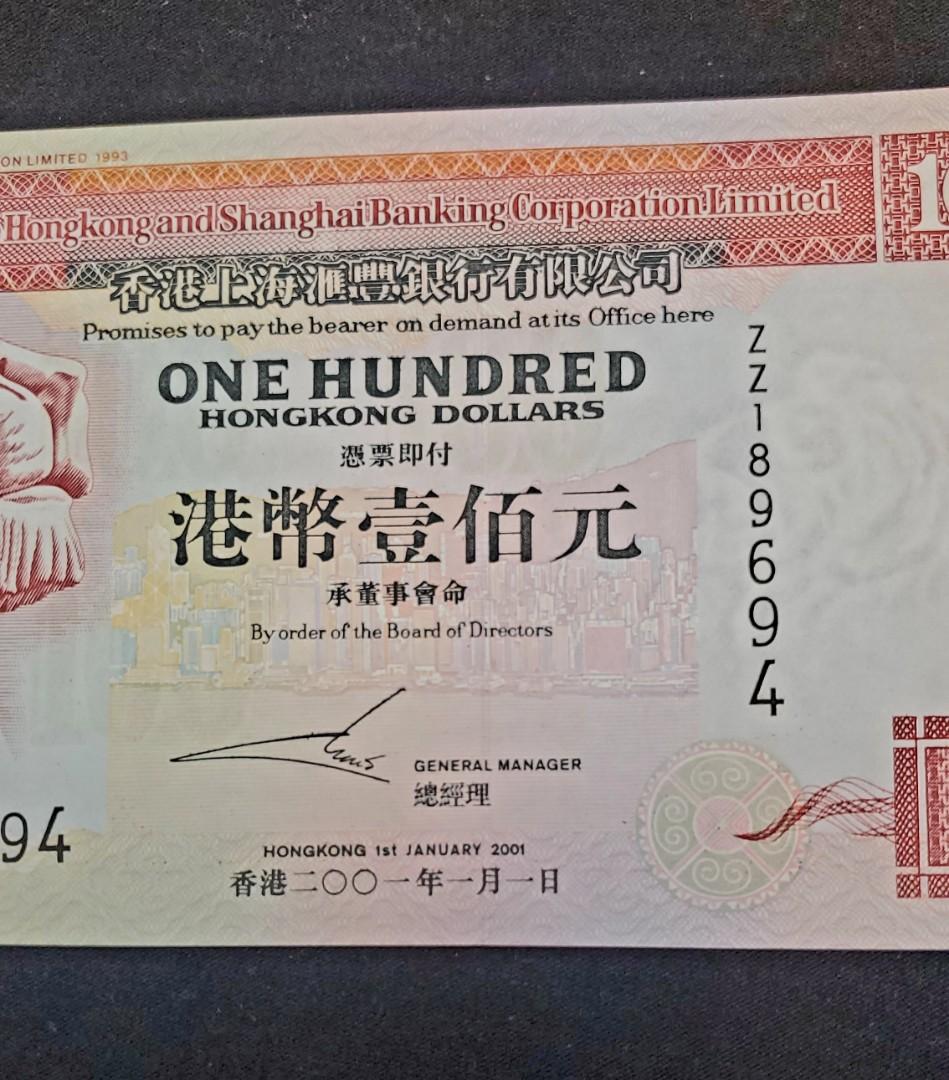 ON LIMITED 1993
Hongkong and Shanghai Banking Corporation Limited
香港上海滙豐銀行有限公司
Promises to pay the bearer on demand at its Office here
ONE HUNDRED
HONGKONG DOLLARS
憑票即付
港幣壹佰元
承董事會命
By order of the Board of Directors
GENERAL MANAGER
總經理
HONGKONG 1st JANUARY 2001
香港二〇〇一年一月一日
ZZ189694
94